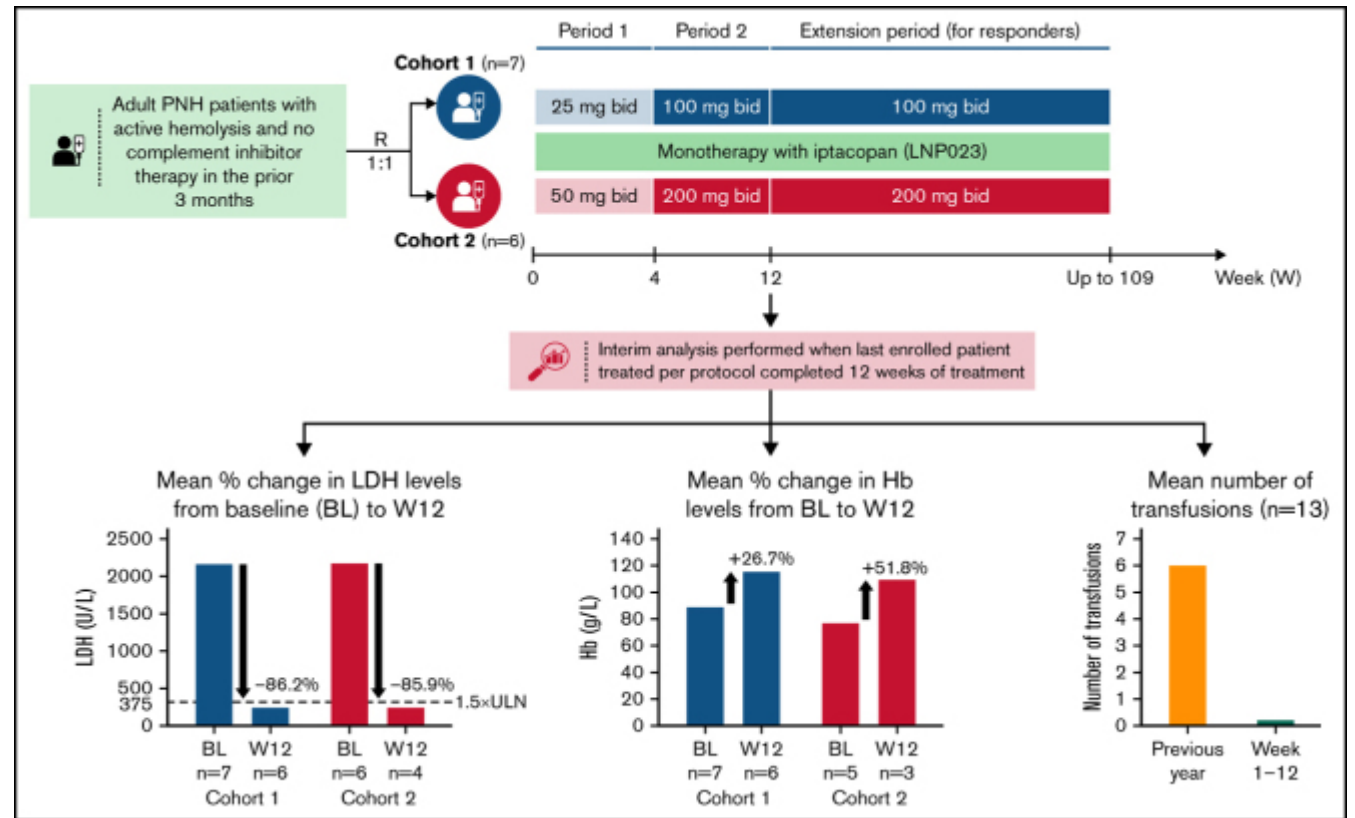 Period 1
Period 2
Extension period (for responders)
Cohort 1 (n=7)
Adult PNH patients with
active hemolysis and no
complement inhibitor
therapy in the prior
3 months
R
1:1
25 mg bid
100 mg bid
100 mg bid
Monotherapy with iptacopan (LNP023)
50 mg bid
200 mg bid
200 mg bid
Cohort 2 (n=6)
0
4
12
Up to 109
Week (W)
Interim analysis performed when last enrolled patient
treated per protocol completed 12 weeks of treatment
Mean % change in LDH levels
from baseline (BL) to W12
LDH (U/L)
2500
2000
1500
1000
500
375
0
−86.2%
−85.9%
1.5×ULN
BL W12 BL W12
n=7 n=6 n=6 n=4
Cohort 1 Cohort 2
Mean % change in Hb
levels from BL to W12
Hb (g/L)
140
120
100
80
60
40
20
0
+26.7%
+51.8%
BL W12 BL W12
n=7 n=6 n=5 n=3
Cohort 1 Cohort 2
Mean number of
transfusions (n=13)
Number of transfusions
7
6
5
4
3
2
1
0
Previous Week
year 1–12